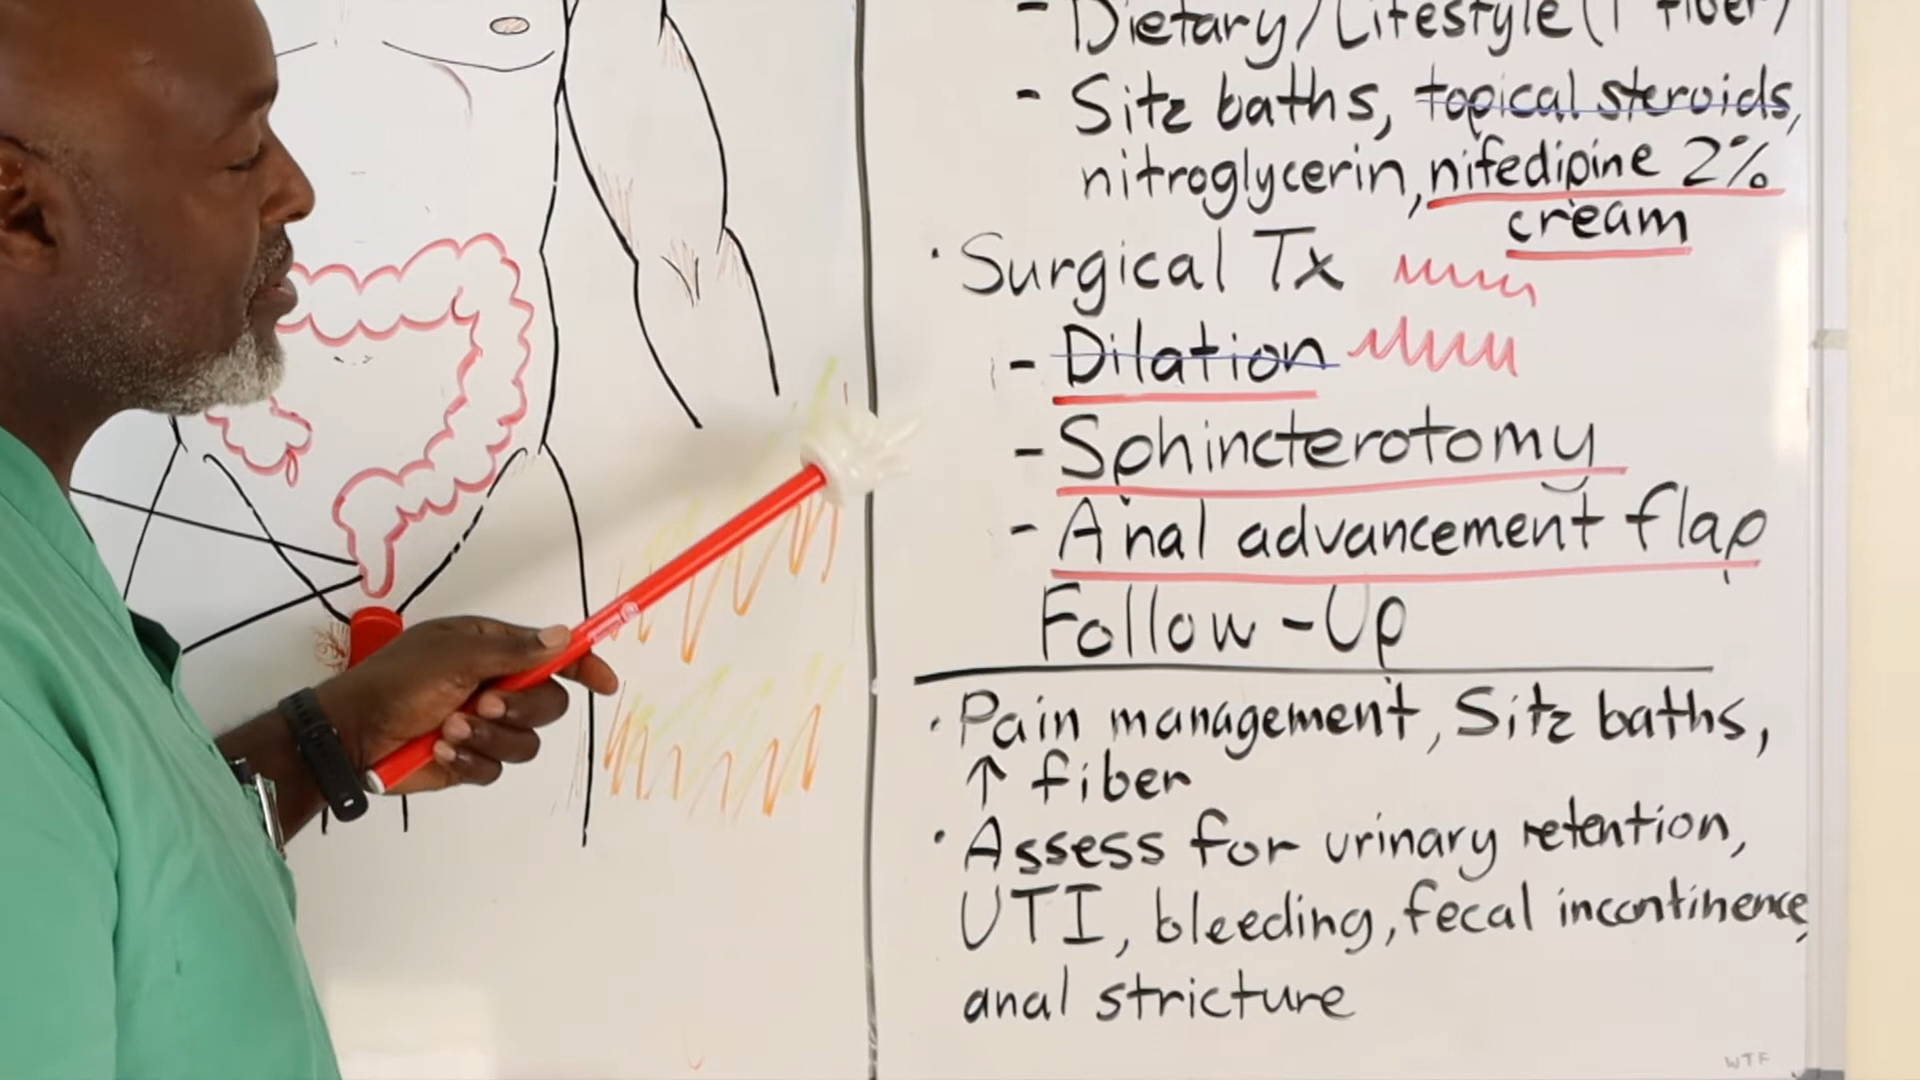 - Dietary/Lifestyle (↑ fiber)
- Sitz baths, topical steroids,
nitroglycerin, nifedipine 2%
cream
· Surgical Tx
- Dilation
- Sphincterotomy
- Anal advancement flap
Follow-Up
· Pain management, Sitz baths,
↑ fiber
· Assess for urinary retention,
UTI, bleeding, fecal incontinence,
anal stricture
WTF